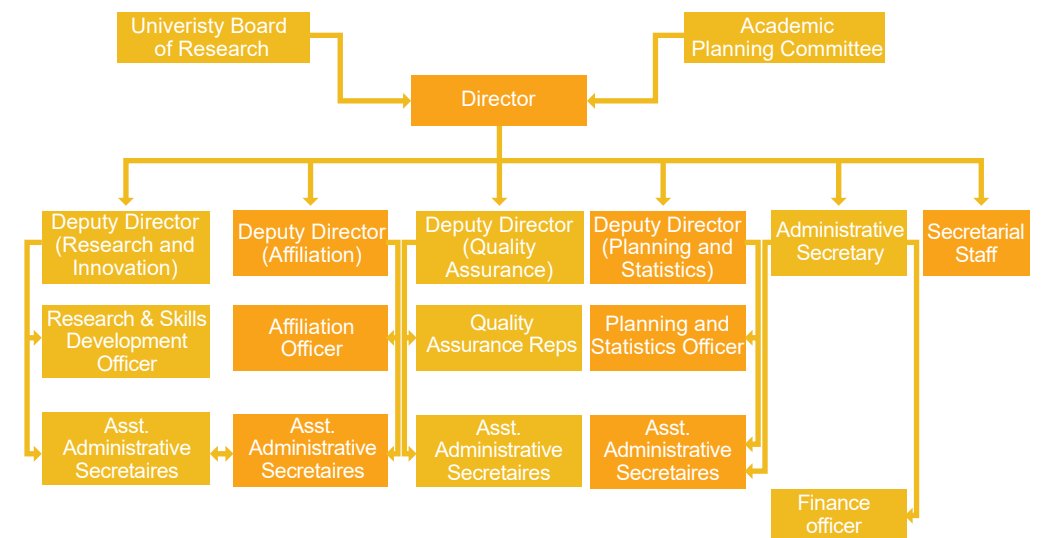 Univeristy Board
of Research
Academic
Planning Committee
Director
Deputy Director
(Research and
Innovation)
Deputy Director
(Affiliation)
Deputy Director
(Quality
Assurance)
Deputy Director
(Planning and
Statistics)
Administrative
Secretary
Secretarial
Staff
Research & Skills
Development
Officer
Affiliation
Officer
Quality
Assurance Reps
Planning and
Statistics Officer
Asst.
Administrative
Secretaires
Asst.
Administrative
Secretaires
Asst.
Administrative
Secretaires
Asst.
Administrative
Secretaires
Finance
officer